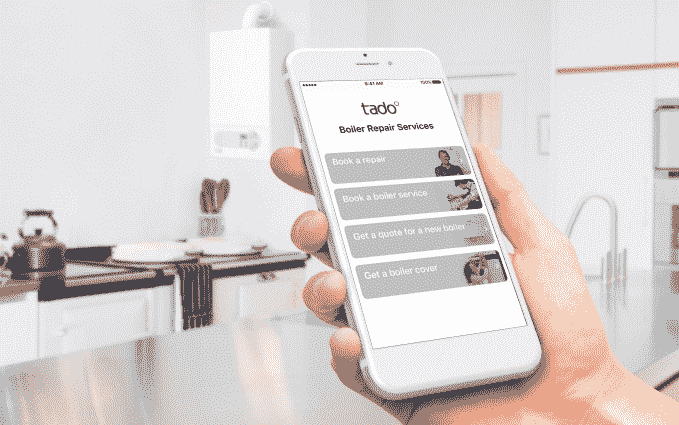 9:41 AM
100%
tado°
Boiler Repair Services
Book a repair
Book a boiler service
Get a quote for a new boiler
Get a boiler cover